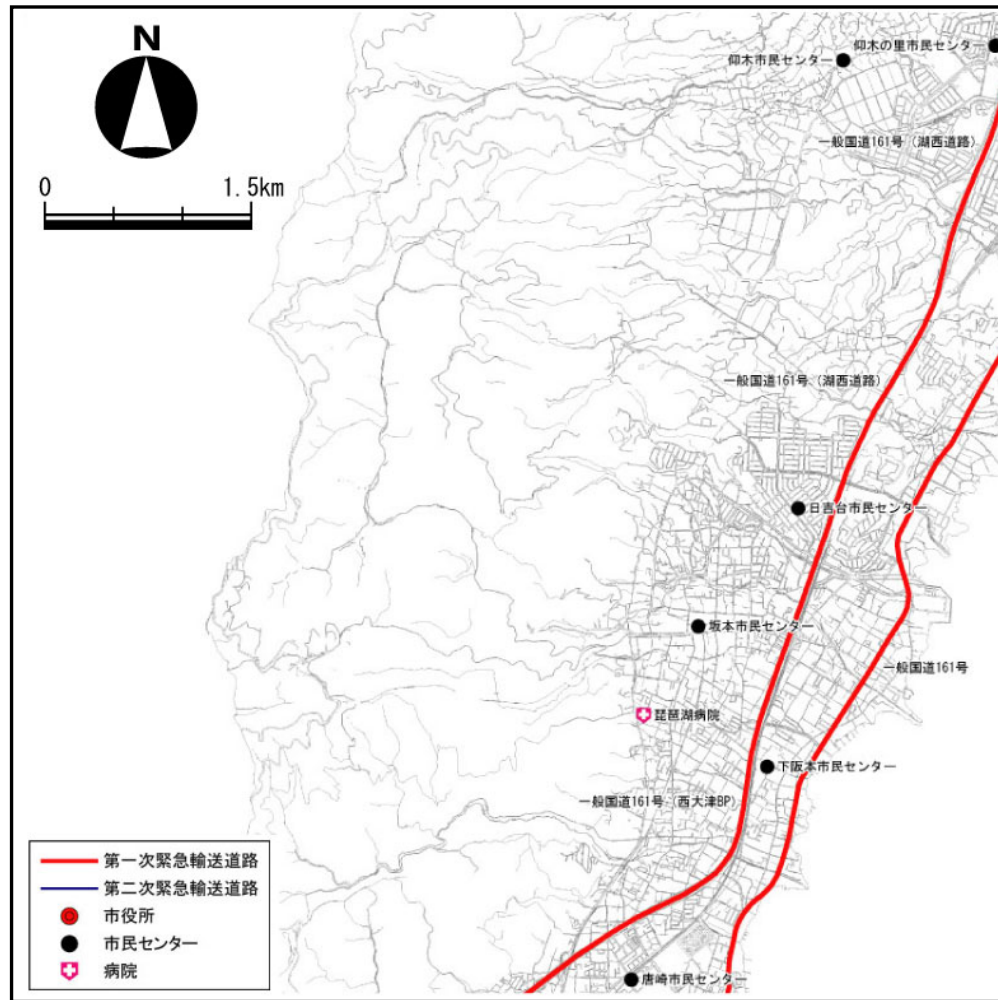 N
0 1.5km
仰木の里市民センター
仰木市民センター
一般国道161号（湖西道路）
一般国道161号（湖西道路）
日吉台市民センター
坂本市民センター
一般国道161号
琵琶湖病院
下阪本市民センター
一般国道161号（西大津BP）
唐崎市民センター
第一次緊急輸送道路
第二次緊急輸送道路
市役所
市民センター
病院